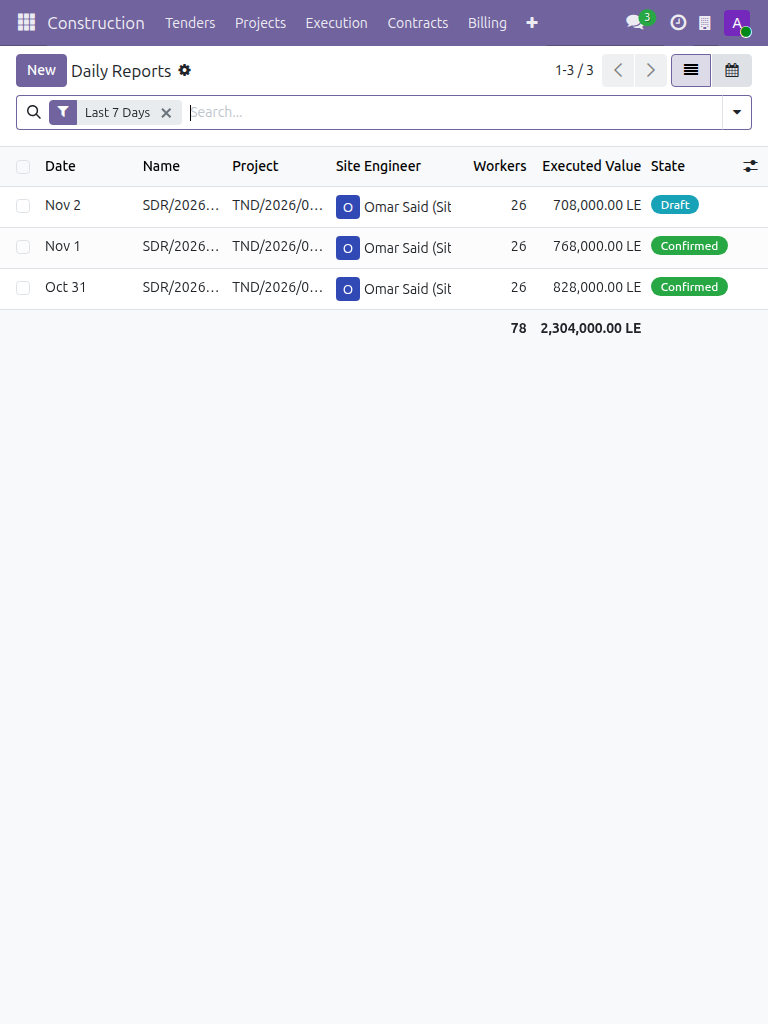 Construction Tenders Projects Execution Contracts Billing 3 A
New Daily Reports 1-3 / 3
Last 7 Days Search...
Date Name Project Site Engineer Workers Executed Value State
Nov 2 SDR/2026... TND/2026/0... O Omar Said (Sit 26 708,000.00 LE Draft
Nov 1 SDR/2026... TND/2026/0... O Omar Said (Sit 26 768,000.00 LE Confirmed
Oct 31 SDR/2026... TND/2026/0... O Omar Said (Sit 26 828,000.00 LE Confirmed
78 2,304,000.00 LE